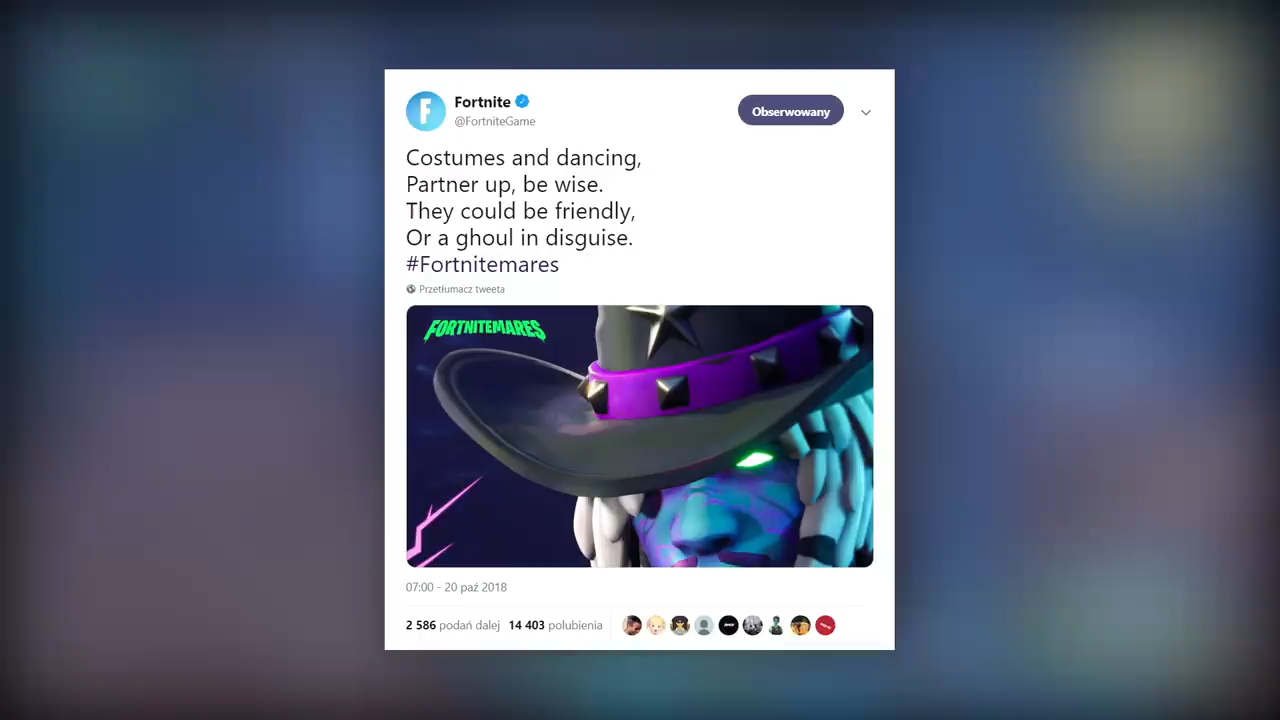 Fortnite
@FortniteGame
Obserwowany
Costumes and dancing,
Partner up, be wise.
They could be friendly,
Or a ghoul in disguise.
#Fortnitemares
Przetłumacz tweeta
FORTNITEMARES
07:00 - 20 paź 2018
2 586 podań dalej 14 403 polubienia